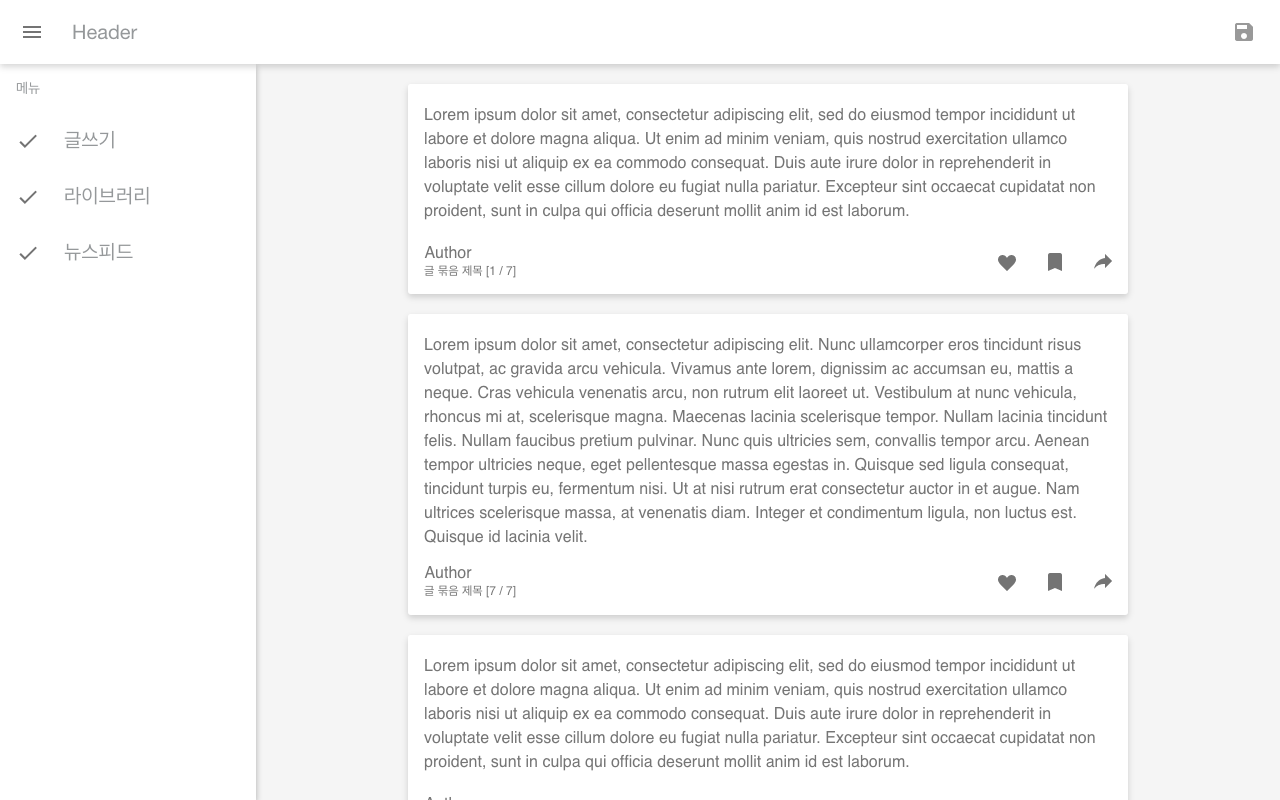 Header
메뉴
글쓰기
라이브러리
뉴스피드
Lorem ipsum dolor sit amet, consectetur adipiscing elit, sed do eiusmod tempor incididunt ut
labore et dolore magna aliqua. Ut enim ad minim veniam, quis nostrud exercitation ullamco
laboris nisi ut aliquip ex ea commodo consequat. Duis aute irure dolor in reprehenderit in
voluptate velit esse cillum dolore eu fugiat nulla pariatur. Excepteur sint occaecat cupidatat non
proident, sunt in culpa qui officia deserunt mollit anim id est laborum.
Author
글 묶음 제목 [1 / 7]
Lorem ipsum dolor sit amet, consectetur adipiscing elit. Nunc ullamcorper eros tincidunt risus
volutpat, ac gravida arcu vehicula. Vivamus ante lorem, dignissim ac accumsan eu, mattis a
neque. Cras vehicula venenatis arcu, non rutrum elit laoreet ut. Vestibulum at nunc vehicula,
rhoncus mi at, scelerisque magna. Maecenas lacinia scelerisque tempor. Nullam lacinia tincidunt
felis. Nullam faucibus pretium pulvinar. Nunc quis ultricies sem, convallis tempor arcu. Aenean
tempor ultricies neque, eget pellentesque massa egestas in. Quisque sed ligula consequat,
tincidunt turpis eu, fermentum nisi. Ut at nisi rutrum erat consectetur auctor in et augue. Nam
ultrices scelerisque massa, at venenatis diam. Integer et condimentum ligula, non luctus est.
Quisque id lacinia velit.
Author
글 묶음 제목 [7 / 7]
Lorem ipsum dolor sit amet, consectetur adipiscing elit, sed do eiusmod tempor incididunt ut
labore et dolore magna aliqua. Ut enim ad minim veniam, quis nostrud exercitation ullamco
laboris nisi ut aliquip ex ea commodo consequat. Duis aute irure dolor in reprehenderit in
voluptate velit esse cillum dolore eu fugiat nulla pariatur. Excepteur sint occaecat cupidatat non
proident, sunt in culpa qui officia deserunt mollit anim id est laborum.